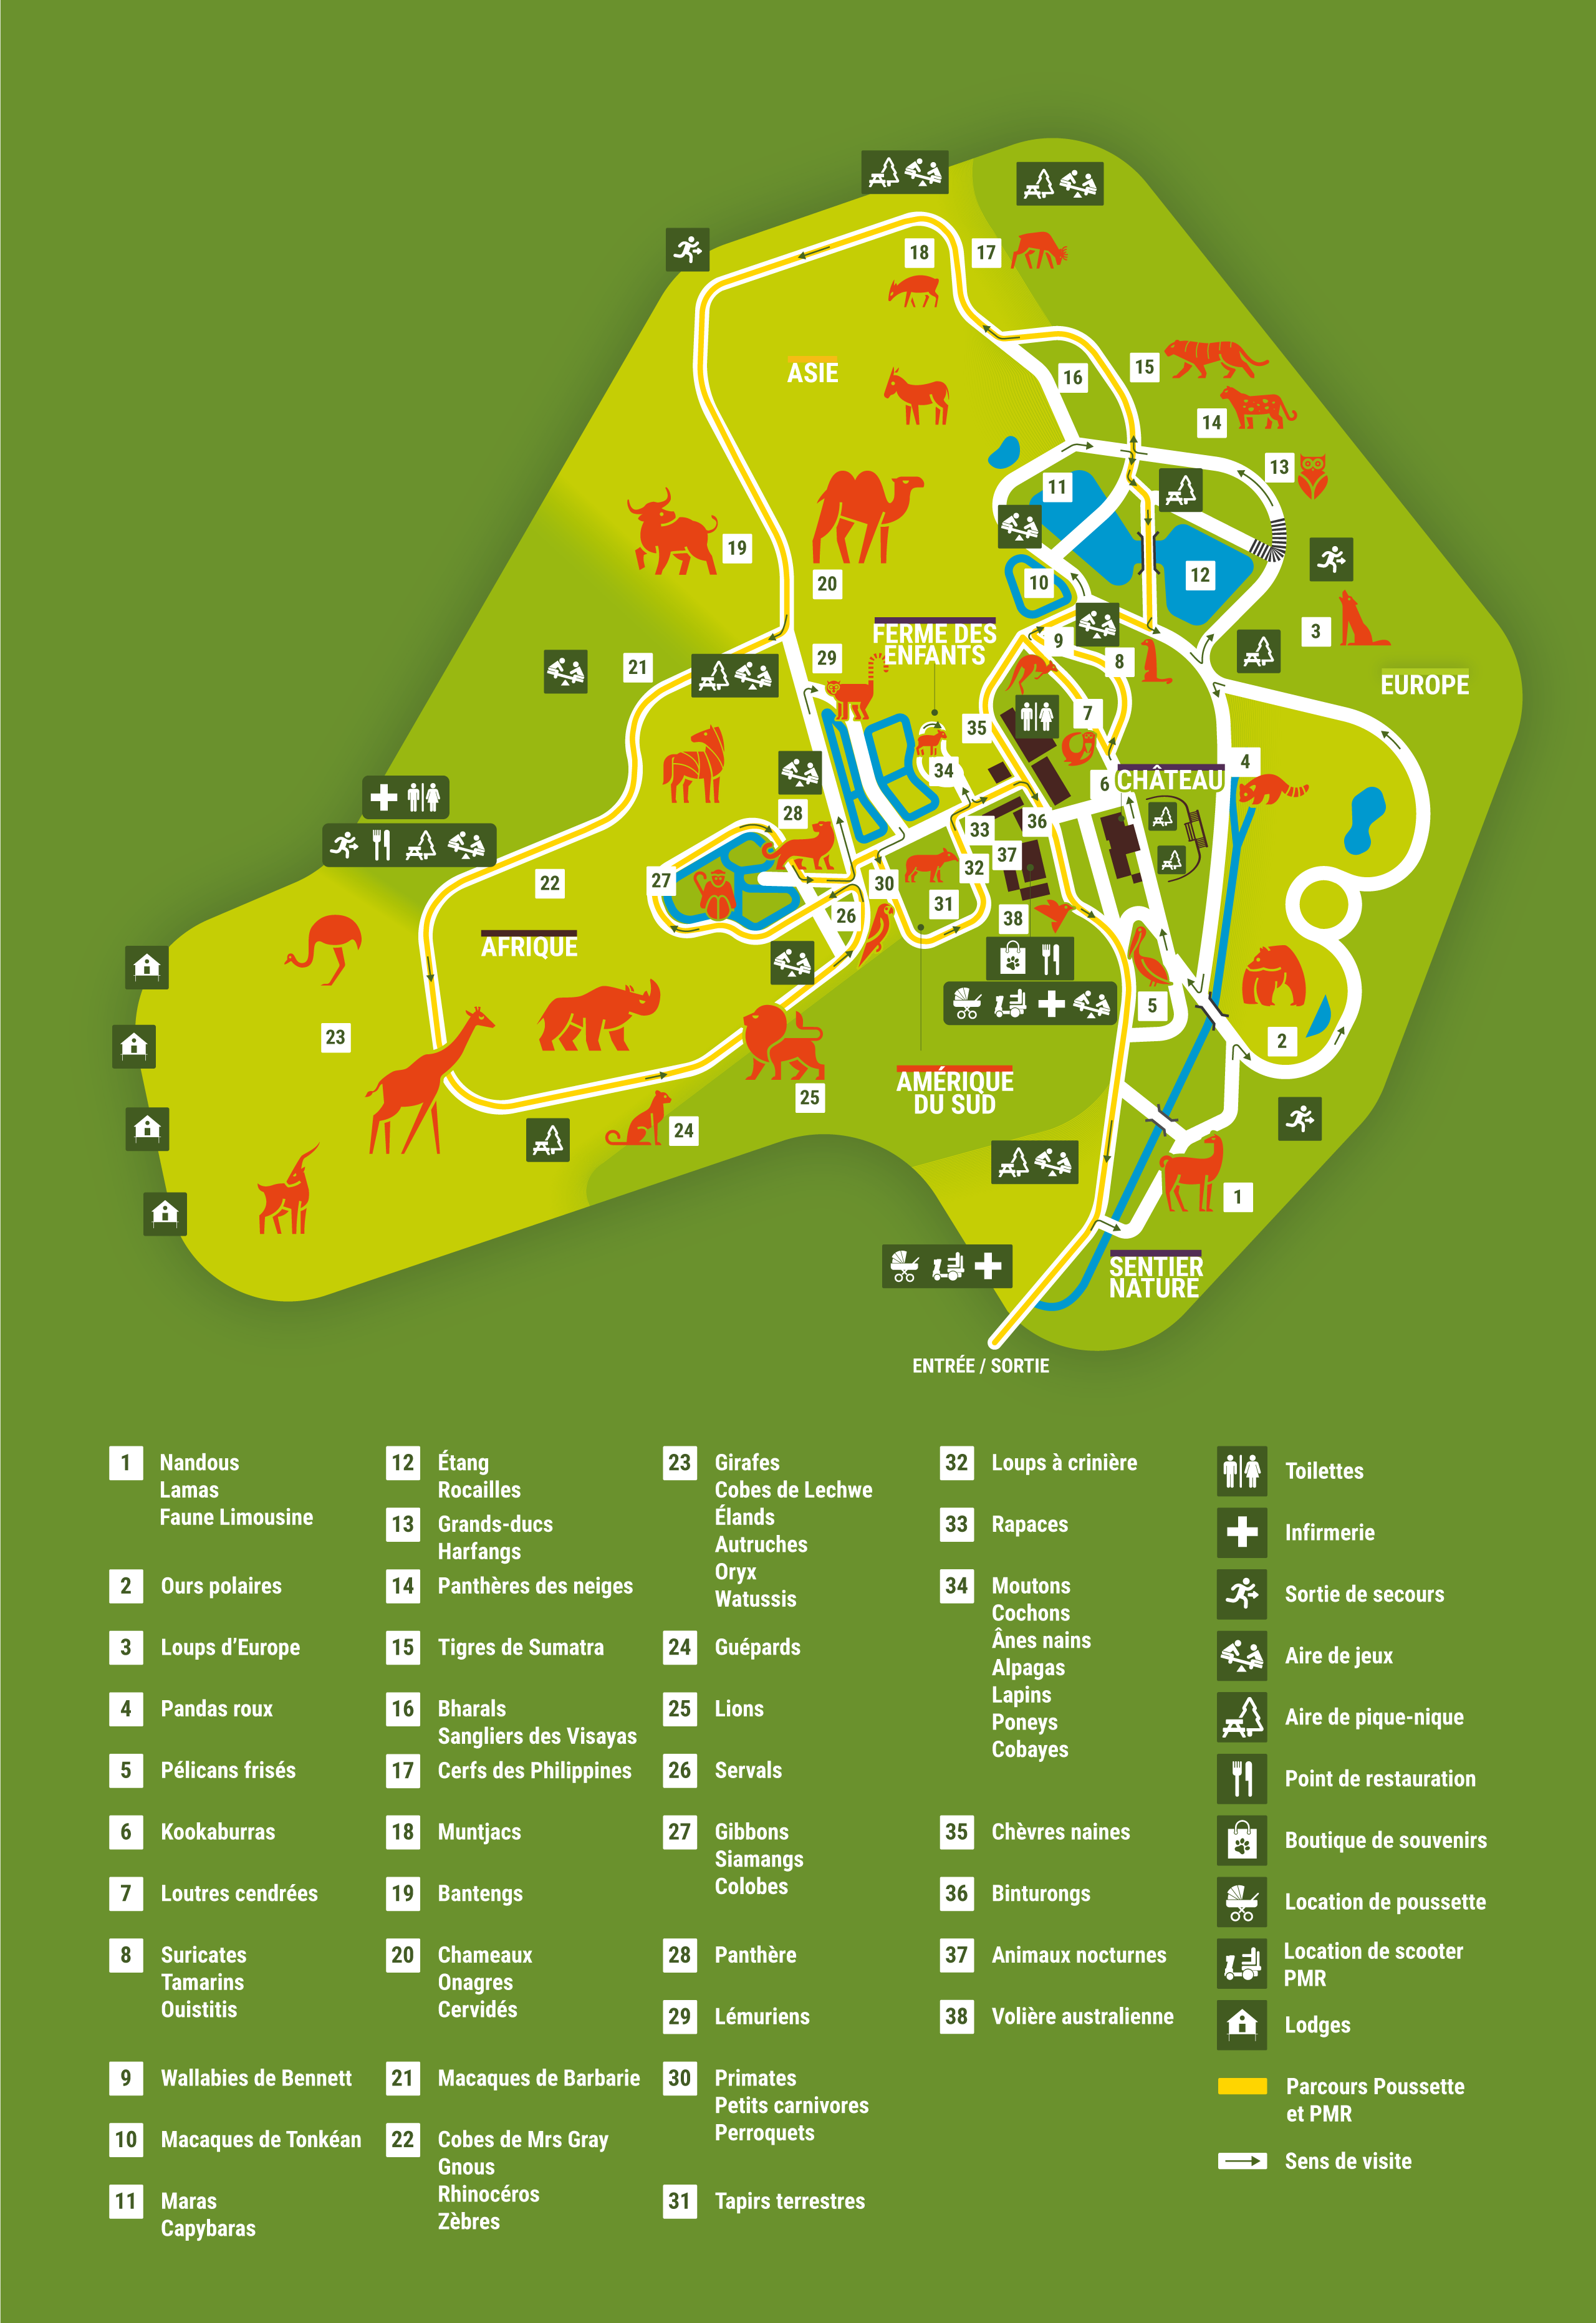 18
17
ASIE
16
15
14
13
11
19
20
10
12
3
FERME DES
ENFANTS
9
8
29
21
EUROPE
7
35
4
34
6
CHÂTEAU
28
33
36
37
32
27
22
30
31
26
38
AFRIQUE
5
23
2
25
AMÉRIQUE
DU SUD
24
1
SENTIER
NATURE
ENTRÉE / SORTIE
1
Nandous
Lamas
Faune Limousine
2
Ours polaires
3
Loups d’Europe
4
Pandas roux
5
Pélicans frisés
6
Kookaburras
7
Loutres cendrées
8
Suricates
Tamarins
Ouistitis
9
Wallabies de Bennett
10
Macaques de Tonkéan
11
Maras
Capybaras
12
Étang
Rocailles
13
Grands-ducs
Harfangs
14
Panthères des neiges
15
Tigres de Sumatra
16
Bharals
Sangliers des Visayas
17
Cerfs des Philippines
18
Muntjacs
19
Bantengs
20
Chameaux
Onagres
Cervidés
21
Macaques de Barbarie
22
Cobes de Mrs Gray
Gnous
Rhinocéros
Zèbres
23
Girafes
Cobes de Lechwe
Élands
Autruches
Oryx
Watussis
24
Guépards
25
Lions
26
Servals
27
Gibbons
Siamangs
Colobes
28
Panthère
29
Lémuriens
30
Primates
Petits carnivores
Perroquets
31
Tapirs terrestres
32
Loups à crinière
33
Rapaces
34
Moutons
Cochons
Ânes nains
Alpagas
Lapins
Poneys
Cobayes
35
Chèvres naines
36
Binturongs
37
Animaux nocturnes
38
Volière australienne
Toilettes
Infirmerie
Sortie de secours
Aire de jeux
Aire de pique-nique
Point de restauration
Boutique de souvenirs
Location de poussette
Location de scooter
PMR
Lodges
Parcours Poussette
et PMR
Sens de visite